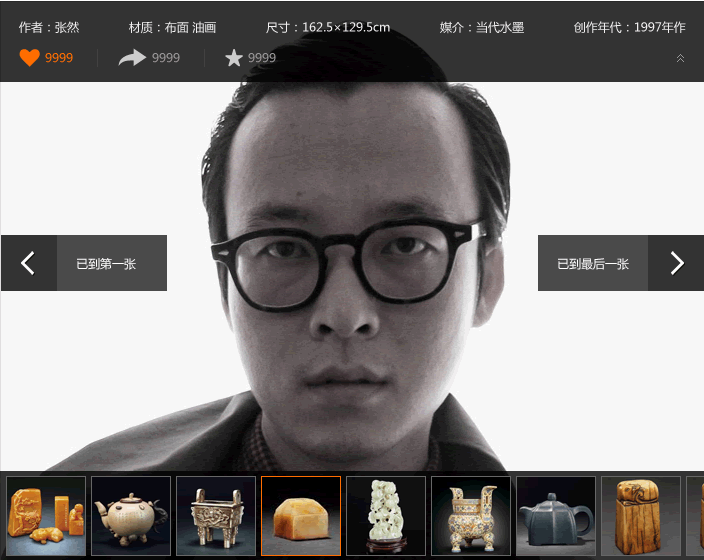 作者：张然 材质：布面 油画 尺寸：162.5×129.5cm 媒介：当代水墨 创作年代：1997年作
9999 9999 9999
已到第一张 已到最后一张